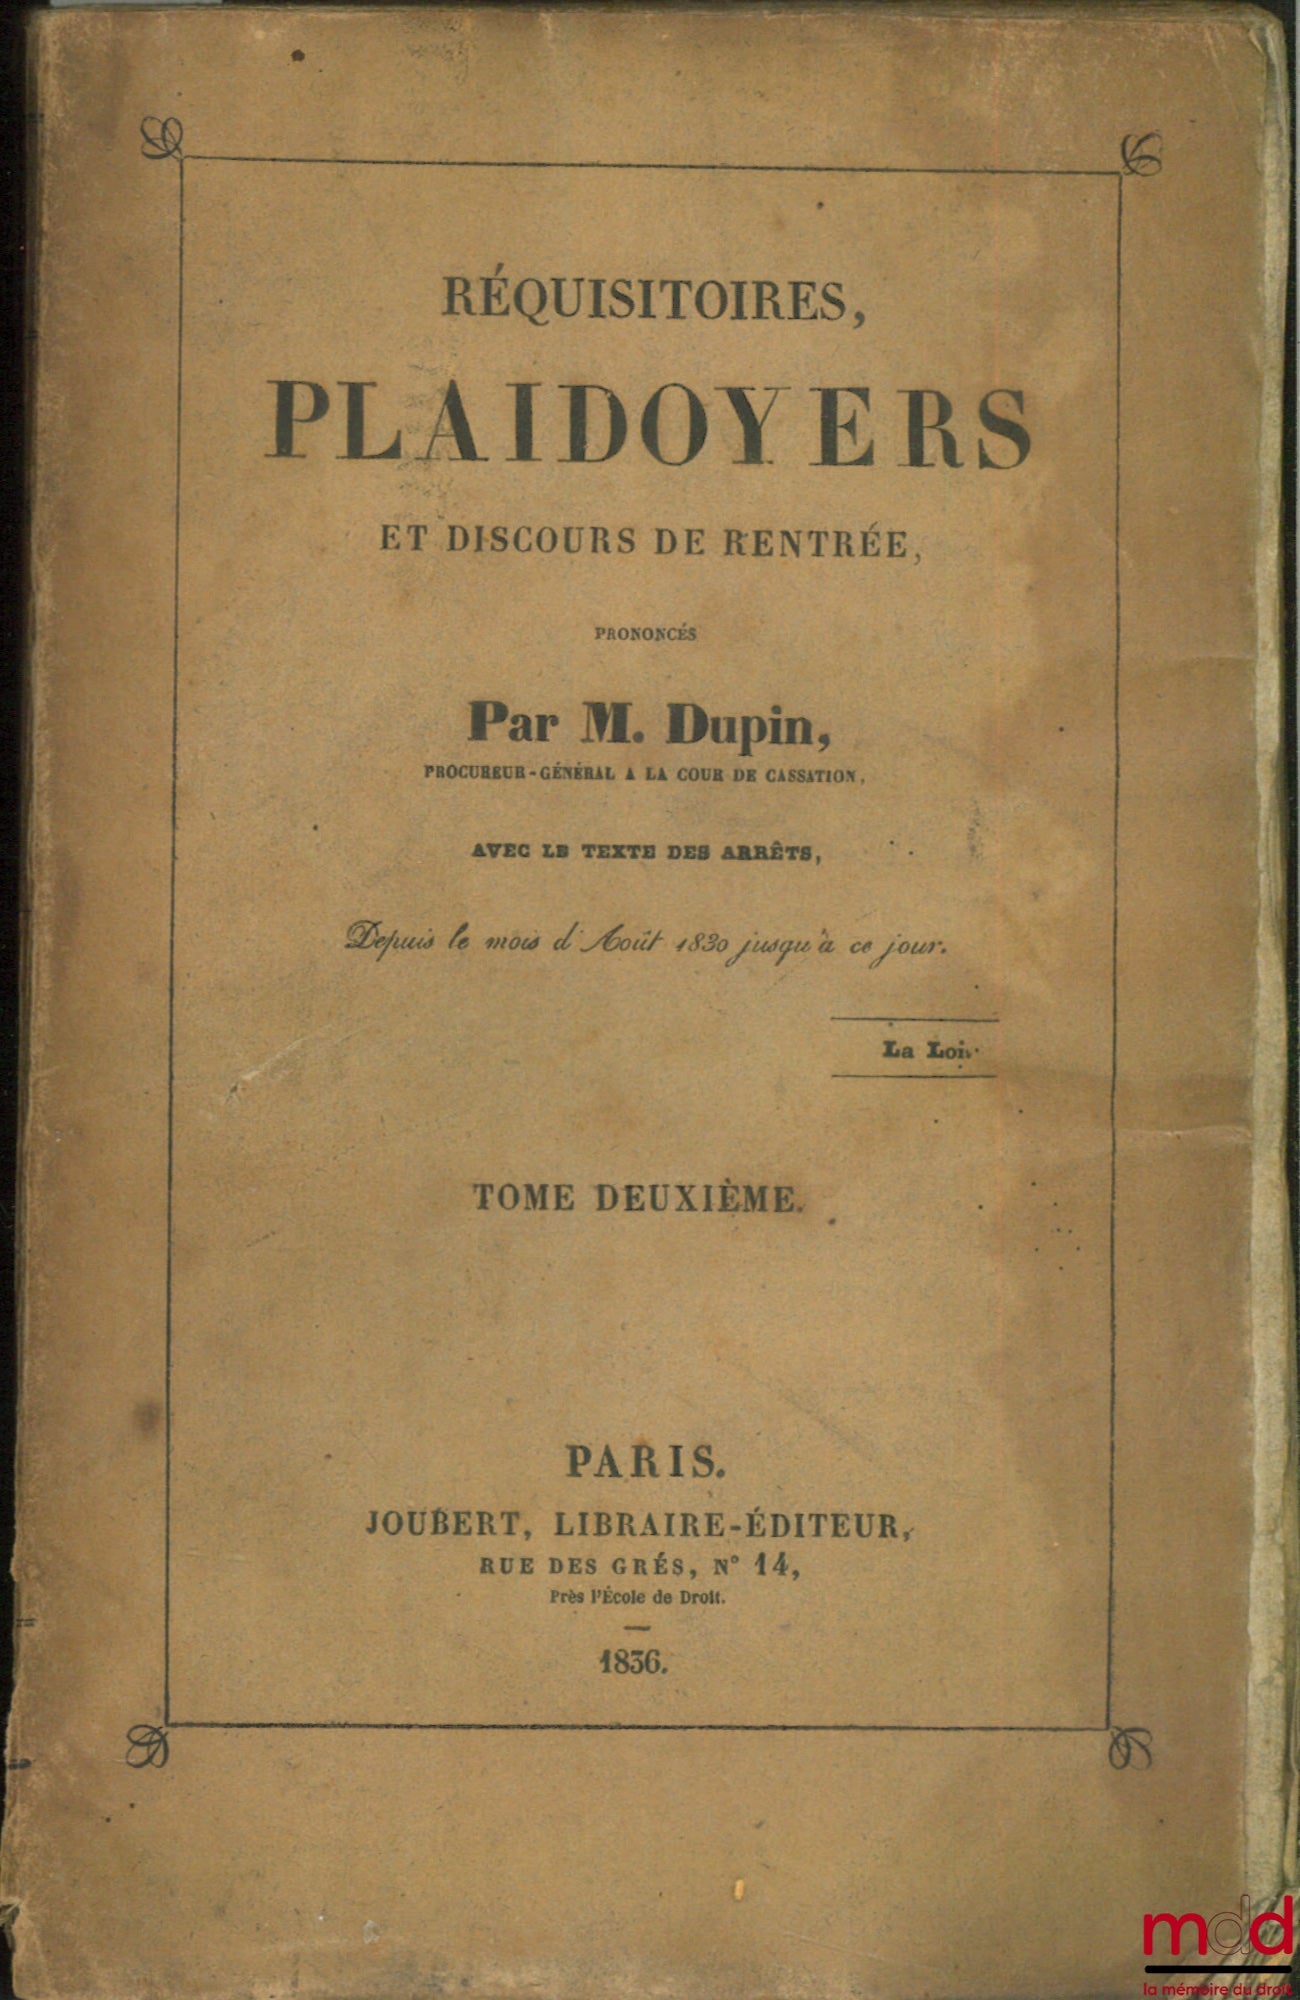 RÉQUISITOIRES,
PLAIDOYERS
ET DISCOURS DE RENTRÉE,
PRONONCÉS
Par M. Dupin,
PROCUREUR-GÉNÉRAL A LA COUR DE CASSATION,
AVEC LE TEXTE DES ARRÊTS,
Depuis le mois d'Août 1830 jusqu'à ce jour.
La Loi.
TOME DEUXIÈME.
PARIS.
JOUBERT, LIBRAIRE-ÉDITEUR,
RUE DES GRÉS, N° 14,
Près l'École de Droit.
1836.
mdd
la mémoire du droit